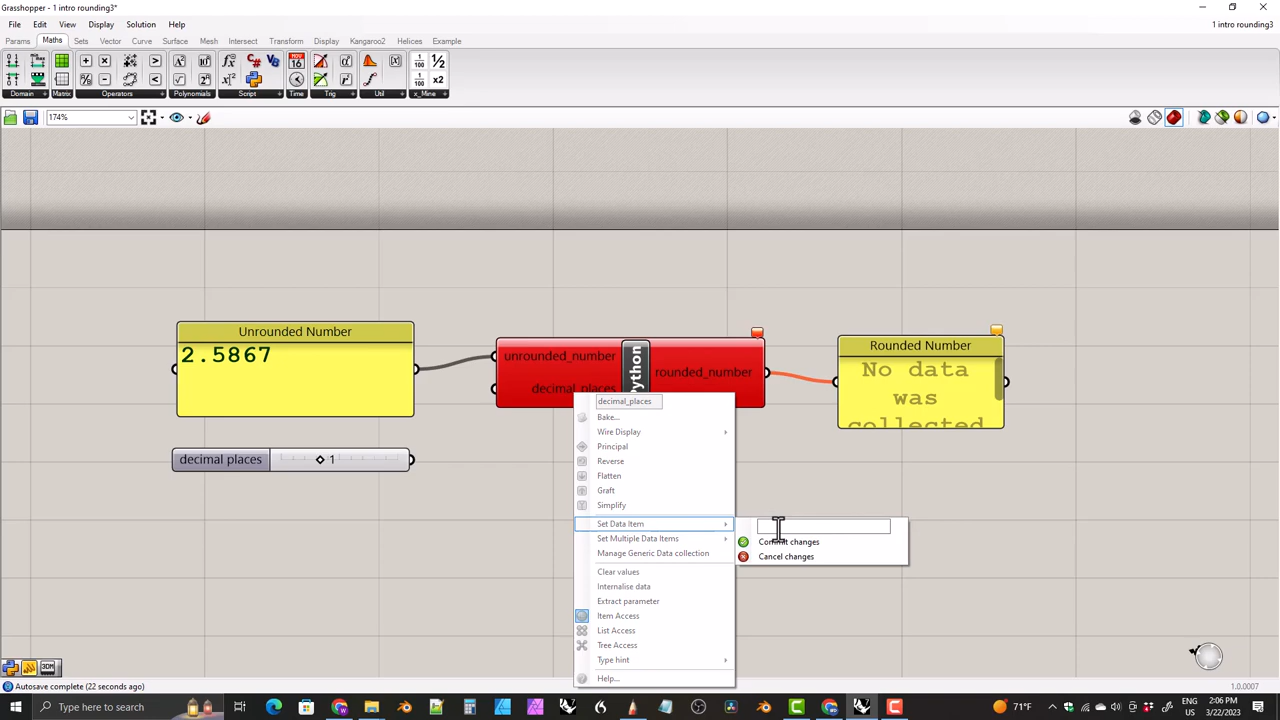 Grasshopper - 1 intro rounding3*
File Edit View Display Solution Help
1 intro rounding3*
Params Maths Sets Vector Curve Surface Mesh Intersect Transform Display Kangaroo2 Helices Example
Domain Matrix Operators Polynomials Script Time Trig Util x_Mine
174%
Unrounded Number
2.5867
decimal places 1
unrounded_number
decimal_places
Python
rounded_number
Rounded Number
No data
was
collected
decimal_places
Bake...
Wire Display
Principal
Reverse
Flatten
Graft
Simplify
Set Data Item
Set Multiple Data Items
Manage Generic Data collection
Clear values
Internalise data
Extract parameter
Item Access
List Access
Tree Access
Type hint
Help...
Commit changes
Cancel changes
Autosave complete (22 seconds ago)
1.0.0007
Type here to search
71°F
ENG
US
2:06 PM
3/22/2023